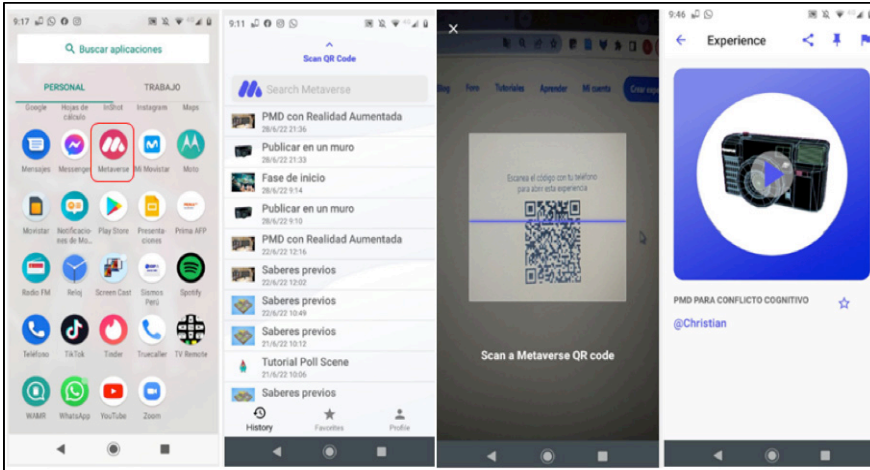 9:17
Buscar aplicaciones
PERSONAL TRABAJO
Google Hojas de cálculo InShot Instagram Maps
Mensajes Messenger Metaverse Mi Movistar Moto
Movistar Notificacio- Play Store Presenta- Prima AFP
nes de Mo... ciones
Radio FM Reloj Screen Cast Sismos Spotify
Perú
Teléfono TikTok Tinder Truecaller TV Remote
WAMR WhatsApp YouTube Zoom
9:11
Scan QR Code
Search Metaverse
PMD con Realidad Aumentada
28/6/22 21:36
Publicar en un muro
28/6/22 21:33
Fase de inicio
28/6/22 9:14
Publicar en un muro
28/6/22 9:10
PMD con Realidad Aumentada
22/6/22 12:16
Saberes previos
22/6/22 12:02
Saberes previos
22/6/22 10:49
Saberes previos
21/6/22 10:12
Tutorial Poll Scene
21/6/22 10:06
Saberes previos
History Favorites Profile
Blog Foro Tutoriales Aprender Mi cuenta Crear
Escanea el código con tu teléfono
para abrir esta experiencia
Scan a Metaverse QR code
9:46
Experience
PMD PARA CONFLICTO COGNITIVO
@Christian